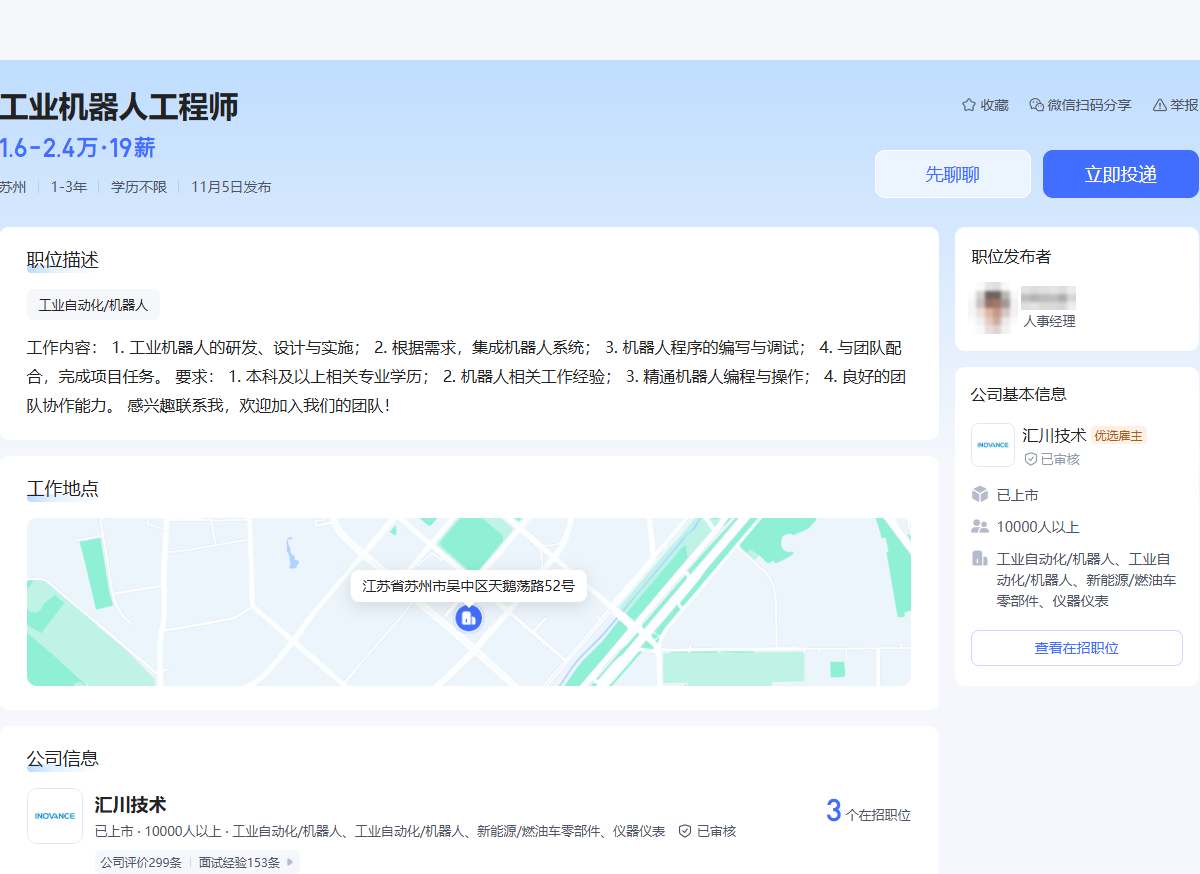 工业机器人工程师
收藏
微信扫码分享
举报
1.6-2.4万·19薪
先聊聊
立即投递
苏州 1-3年 学历不限 11月5日发布
职位描述
工业自动化/机器人
工作内容： 1. 工业机器人的研发、设计与实施； 2. 根据需求，集成机器人系统； 3. 机器人程序的编写与调试； 4. 与团队配
合，完成项目任务。 要求： 1. 本科及以上相关专业学历； 2. 机器人相关工作经验； 3. 精通机器人编程与操作； 4. 良好的团
队协作能力。 感兴趣联系我，欢迎加入我们的团队！
职位发布者
人事经理
公司基本信息
INOVANCE
汇川技术 优选雇主
已审核
已上市
10000人以上
工业自动化/机器人、工业自
动化/机器人、新能源/燃油车
零部件、仪器仪表
查看在招职位
工作地点
江苏省苏州市吴中区天鹅荡路52号
公司信息
INOVANCE
汇川技术
已上市 · 10000人以上 · 工业自动化/机器人、工业自动化/机器人、新能源/燃油车零部件、仪器仪表 已审核
3个在招职位
公司评价299条 面试经验153条